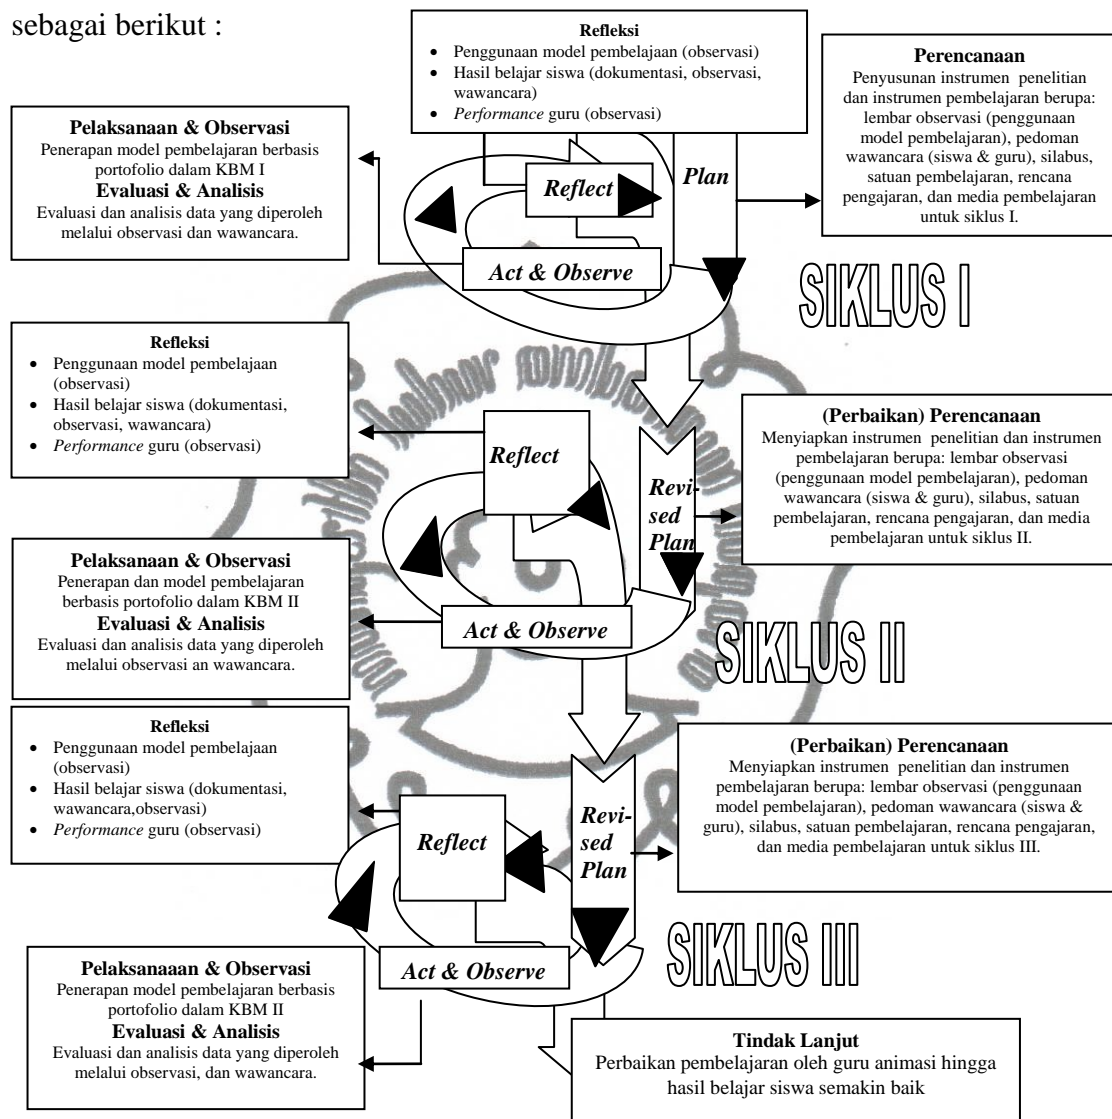 sebagai berikut :
Refleksi
• Penggunaan model pembelajaan (observasi)
• Hasil belajar siswa (dokumentasi, observasi,
wawancara)
• Performance guru (observasi)
Perencanaan
Penyusunan instrumen penelitian
dan instrumen pembelajaran berupa:
lembar observasi (penggunaan
model pembelajaran), pedoman
wawancara (siswa & guru), silabus,
satuan pembelajaran, rencana
pengajaran, dan media pembelajaran
untuk siklus I.
Pelaksanaan & Observasi
Penerapan model pembelajaran berbasis
portofolio dalam KBM I
Evaluasi & Analisis
Evaluasi dan analisis data yang diperoleh
melalui observasi dan wawancara.
Reflect
Plan
Act & Observe
SIKLUS I
Refleksi
• Penggunaan model pembelajaan
(observasi)
• Hasil belajar siswa (dokumentasi,
observasi, wawancara)
• Performance guru (observasi)
Reflect
Revi-
sed
Plan
(Perbaikan) Perencanaan
Menyiapkan instrumen penelitian dan instrumen
pembelajaran berupa: lembar observasi
(penggunaan model pembelajaran), pedoman
wawancara (siswa & guru), silabus, satuan
pembelajaran, rencana pengajaran, dan media
pembelajaran untuk siklus II.
Pelaksanaan & Observasi
Penerapan dan model pembelajaran
berbasis portofolio dalam KBM II
Evaluasi & Analisis
Evaluasi dan analisis data yang diperoleh
melalui observasi an wawancara.
Act & Observe
SIKLUS II
Refleksi
• Penggunaan model pembelajaan
(observasi)
• Hasil belajar siswa (dokumentasi,
wawancara,observasi)
• Performance guru (observasi)
Reflect
Revi-
sed
Plan
(Perbaikan) Perencanaan
Menyiapkan instrumen penelitian dan instrumen
pembelajaran berupa: lembar observasi (penggunaan
model pembelajaran), pedoman wawancara (siswa &
guru), silabus, satuan pembelajaran, rencana pengajaran,
dan media pembelajaran untuk siklus III.
Act & Observe
SIKLUS III
Pelaksanaaan & Observasi
Penerapan model pembelajaran berbasis
portofolio dalam KBM II
Evaluasi & Analisis
Evaluasi dan analisis data yang diperoleh
melalui observasi, dan wawancara.
Tindak Lanjut
Perbaikan pembelajaran oleh guru animasi hingga
hasil belajar siswa semakin baik